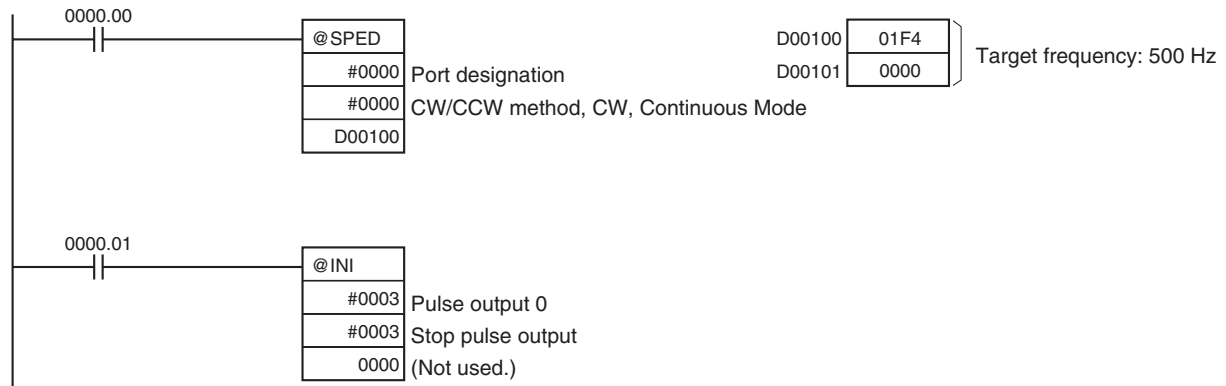 0000.00
@SPED
#0000 Port designation
#0000 CW/CCW method, CW, Continuous Mode
D00100
D00100 01F4
D00101 0000
Target frequency: 500 Hz
0000.01
@INI
#0003 Pulse output 0
#0003 Stop pulse output
0000 (Not used.)